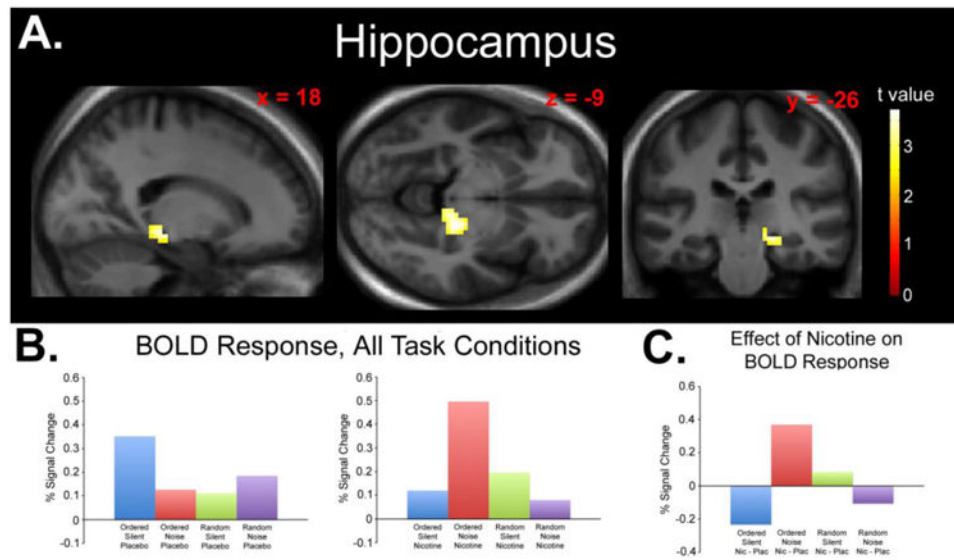 A.
Hippocampus
x = 18
z = -9
y = -26
t value
3
2
1
0
B.
BOLD Response, All Task Conditions
% Signal Change
0.6
0.5
0.4
0.3
0.2
0.1
0
-0.1
Ordered
Silent
Placebo
Ordered
Noise
Placebo
Random
Silent
Placebo
Random
Noise
Placebo
% Signal Change
0.6
0.5
0.4
0.3
0.2
0.1
0
-0.1
Ordered
Silent
Nicotine
Ordered
Noise
Nicotine
Random
Silent
Nicotine
Random
Noise
Nicotine
C.
Effect of Nicotine on
BOLD Response
% Signal Change
0.6
0.4
0.2
0
-0.2
-0.4
Ordered
Silent
Nic - Plac
Ordered
Noise
Nic - Plac
Random
Silent
Nic - Plac
Random
Noise
Nic - Plac